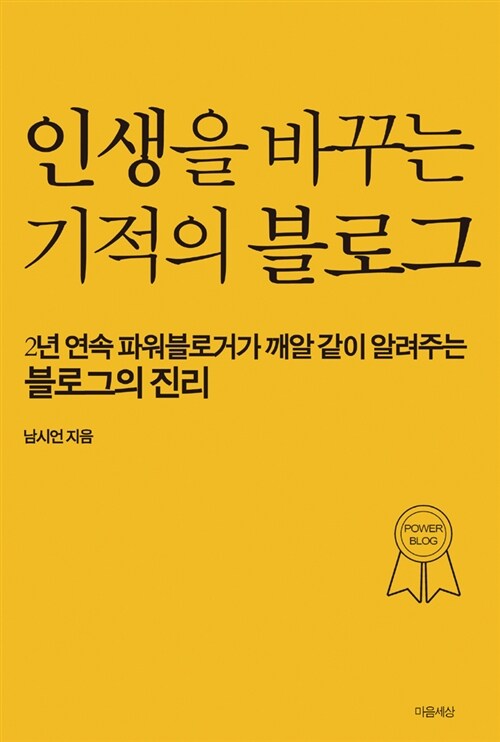 인생을 바꾸는
기적의 블로그
2년 연속 파워블로거가 깨알 같이 알려주는
블로그의 진리
남시언 지음
POWER
BLOG
마음세상